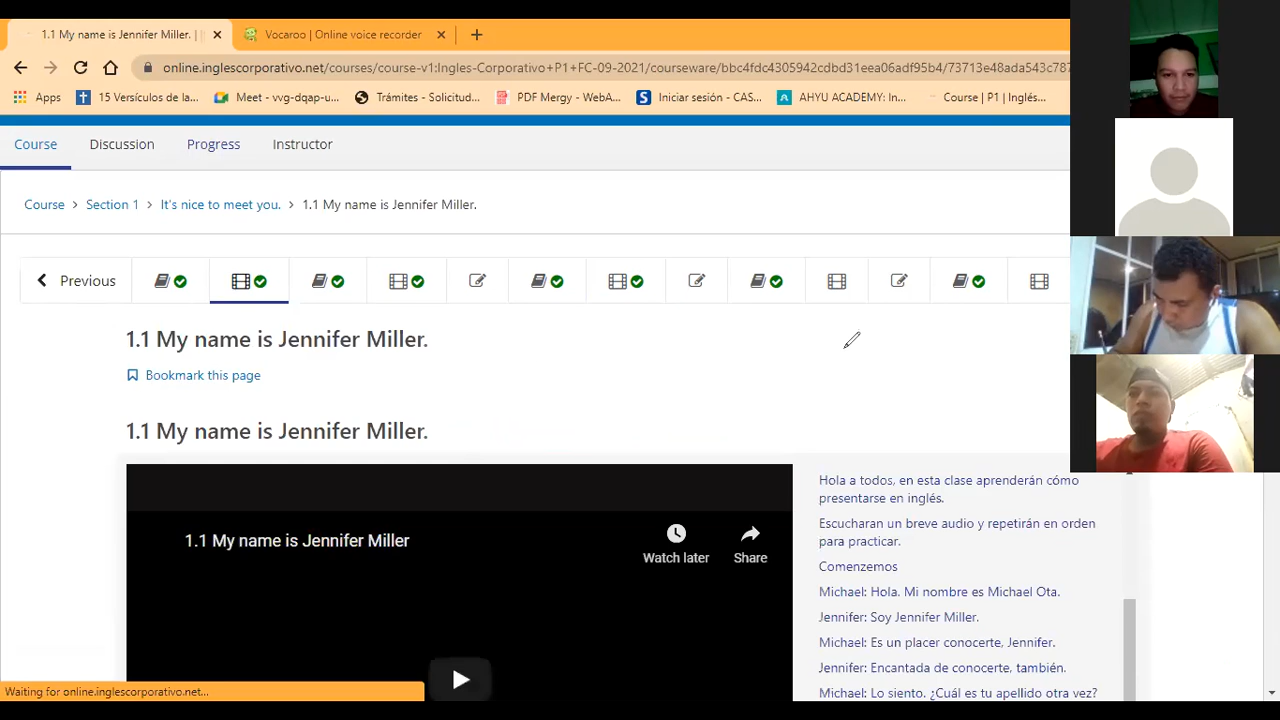 1.1 My name is Jennifer Miller. |
Vocaroo | Online voice recorder
online.inglescorporativo.net/courses/course-v1:Ingles-Corporativo+P1+FC-09-2021/courseware/bbc4fdc4305942cdbd31eea06adf95b4/73713e48ada543c787
Apps
15 Versículos de la...
Meet - vvg-dqap-u...
Trámites - Solicitud...
PDF Mergy - WebA...
Iniciar sesión - CAS...
AHYU ACADEMY: In...
Course | P1 | Inglés...
Course
Discussion
Progress
Instructor
Course > Section 1 > It's nice to meet you. > 1.1 My name is Jennifer Miller.
Previous
1.1 My name is Jennifer Miller.
Bookmark this page
1.1 My name is Jennifer Miller.
1.1 My name is Jennifer Miller
Watch later
Share
Hola a todos, en esta clase aprenderán cómo
presentarse en inglés.
Escucharan un breve audio y repetirán en orden
para practicar.
Comenzemos
Michael: Hola. Mi nombre es Michael Ota.
Jennifer: Soy Jennifer Miller.
Michael: Es un placer conocerte, Jennifer.
Jennifer: Encantada de conocerte, también.
Michael: Lo siento. ¿Cuál es tu apellido otra vez?
Waiting for online.inglescorporativo.net...